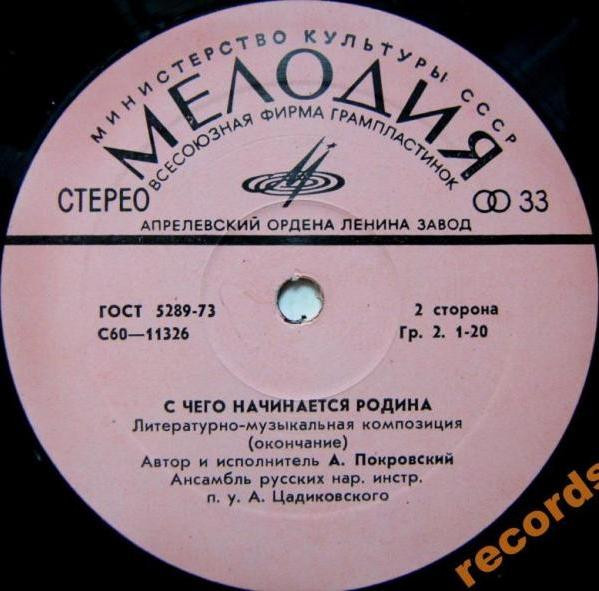 МИНИСТЕРСТВО КУЛЬТУРЫ СССР
МЕЛОДИЯ
ВСЕСОЮЗНАЯ ФИРМА ГРАМПЛАСТИНОК
СТЕРЕО
33
АПРЕЛЕВСКИЙ ОРДЕНА ЛЕНИНА ЗАВОД
ГОСТ 5289-73
2 сторона
С60—11326
Гр. 2. 1-20
С ЧЕГО НАЧИНАЕТСЯ РОДИНА
Литературно-музыкальная композиция
(окончание)
Автор и исполнитель А. Покровский
Ансамбль русских нар. инстр.
п. у. А. Цадиковского
records